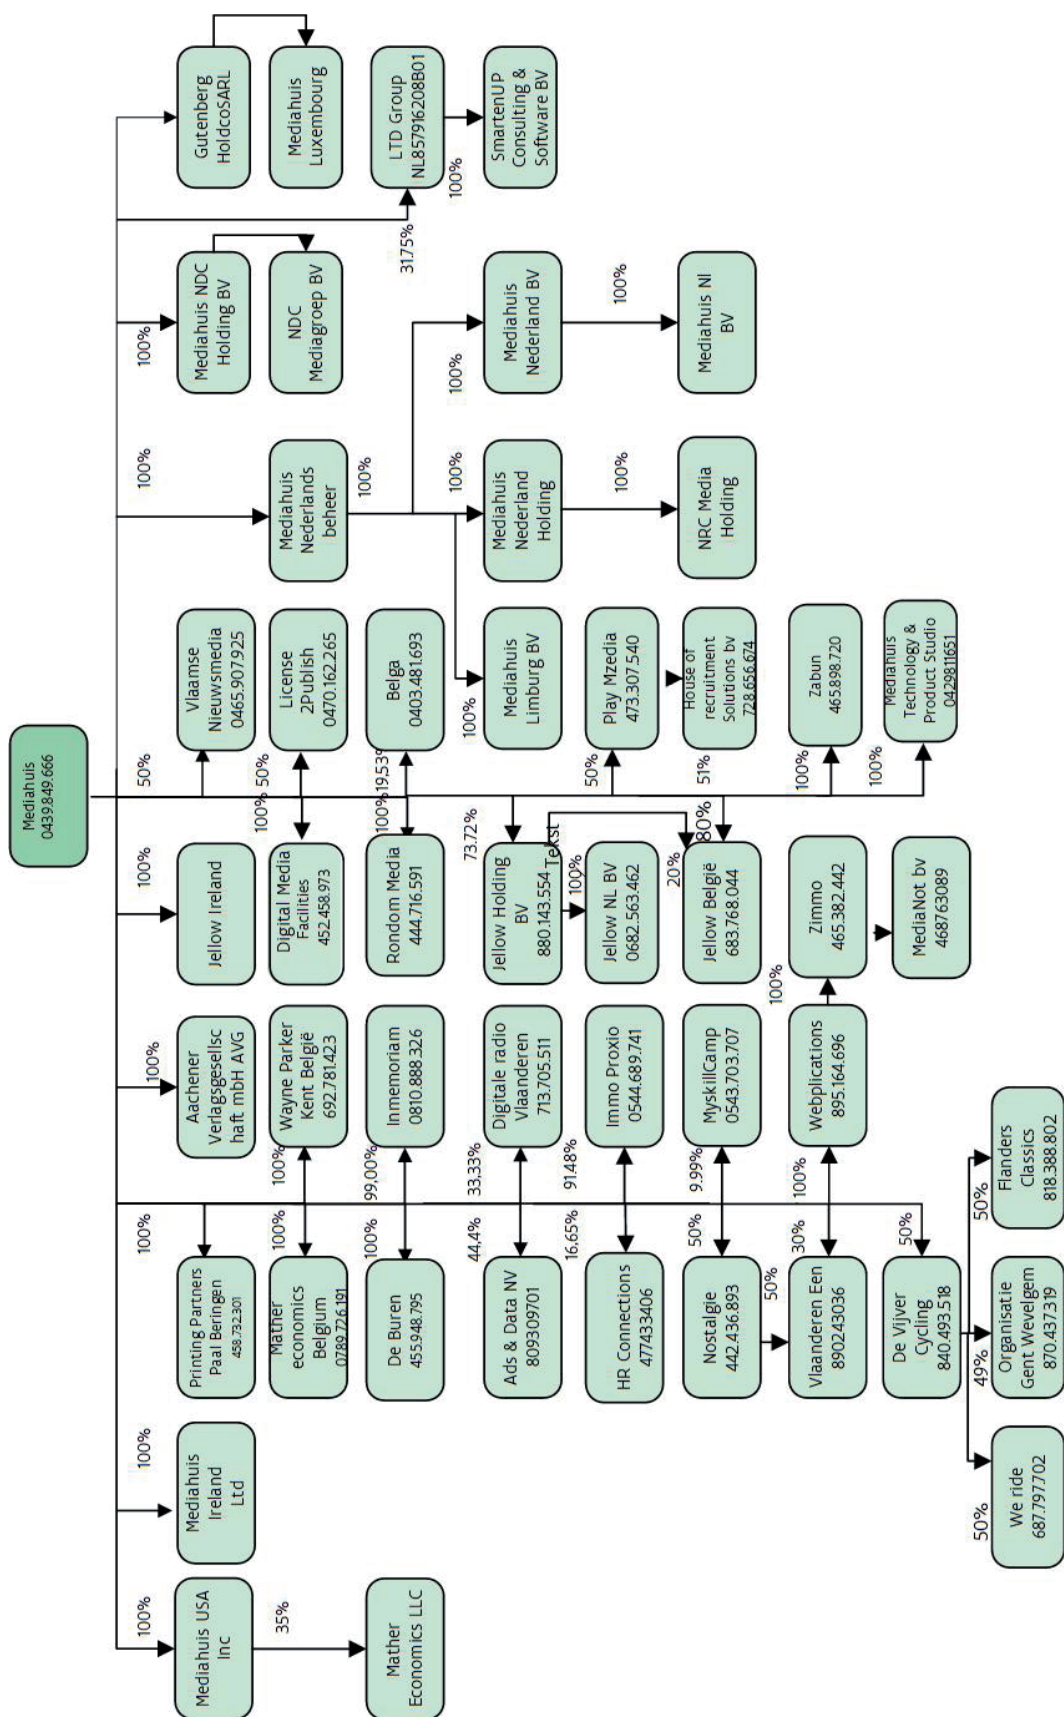 Mediahuis
0439.849.666
100%
Mediahuis USA
Inc
35%
Mather
Economics LLC
100%
Mediahuis
Ireland
Ltd
100%
Printing Partners
Paal Beringen
458.732.301
100%
Mather
economics
Belgium
0789.726.191
100%
De Buren
455.948.795
44,4%
Ads & Data NV
809309701
16,65%
HR Connections
477433406
50%
Nostalgie
442.436.893
50%
30%
Vlaanderen Een
890243036
50%
De Vijver
Cycling
840.493.518
50%
We ride
687.797.702
49%
Organisatie
Gent Wevelgem
870.437.319
50%
Flanders
Classics
818.388.802
100%
Aachener
Verlagsgesellsc
haft mbH AVG
100%
Wayne Parker
Kent België
692.781.423
99,00%
Inmemoriam
0810.888.326
33,33%
Digitale radio
Vlaanderen
713.705.511
91.48%
Immo Proxio
0544.689.741
9.99%
MyskillCamp
0543.703.707
100%
Webplications
895.164.696
100%
Zimmo
465.382.442
MediaNot bv
468763089
100%
Jellow Ireland
100%
Digital Media
Facilities
452.458.973
100%
Rondom Media
444.716.591
73.72%
Jellow Holding
BV
880.143.554
Tekst
100%
Jellow NL BV
0682.563.462
20%
80%
Jellow België
683.768.044
50%
Vlaamse
Nieuwsmedia
0465.907.925
50%
License
2Publish
0470.162.265
19,53%
Belga
0403.481.693
50%
Play Mzedia
473.307.540
51%
House of
recruitment
Solutions bv
728.656.674
100%
Zabun
465.898.720
100%
Mediahuis
Technology &
Product Studio
0429811651
100%
Mediahuis
Nederlands
beheer
100%
100%
Mediahuis
Limburg BV
100%
Mediahuis
Nederland
Holding
100%
NRC Media
Holding
100%
Mediahuis
Nederland BV
100%
Mediahuis Nl
BV
100%
Mediahuis NDC
Holding BV
NDC
Mediagroep BV
Gutenberg
HoldcoSARL
Mediahuis
Luxembourg
31,75%
LTD Group
NL857916208B01
100%
SmartenUP
Consulting &
Software BV